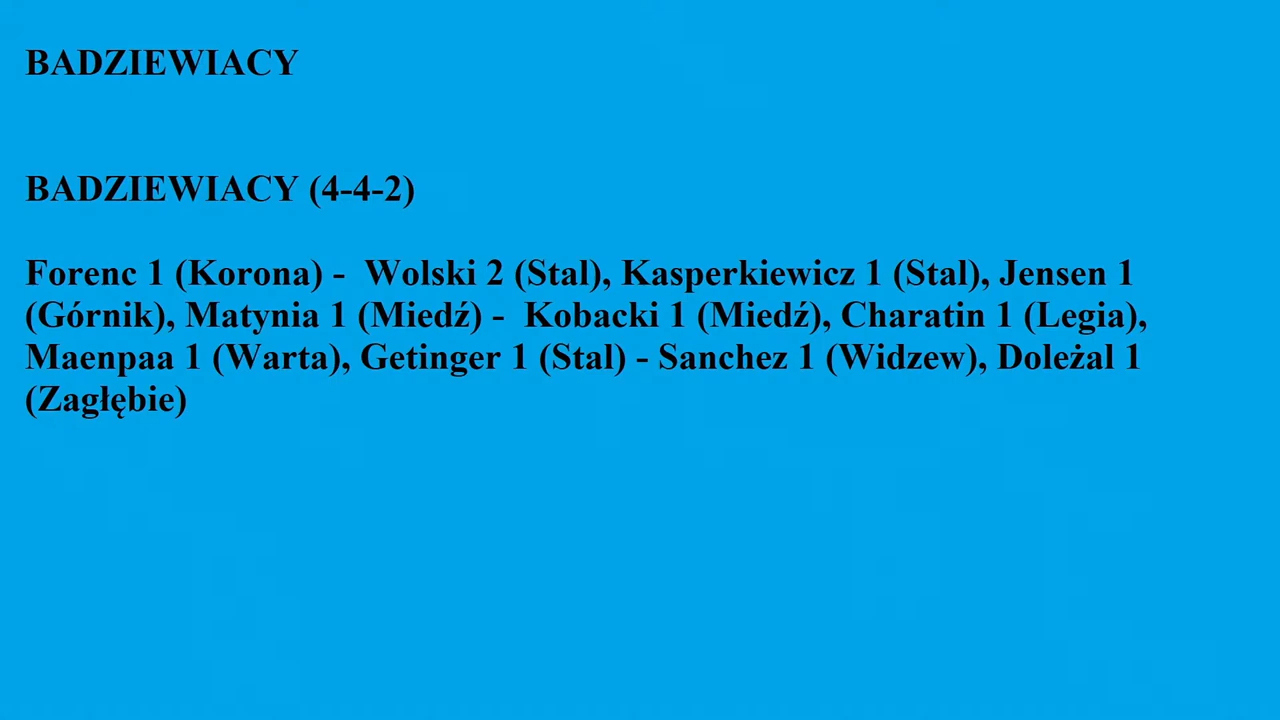 BADZIEWIACY
BADZIEWIACY (4-4-2)
Forenc 1 (Korona) - Wolski 2 (Stal), Kasperkiewicz 1 (Stal), Jensen 1
(Górnik), Matynia 1 (Miedź) - Kobacki 1 (Miedź), Charatin 1 (Legia),
Maenpaa 1 (Warta), Getinger 1 (Stal) - Sanchez 1 (Widzew), Doležal 1
(Zagłębie)